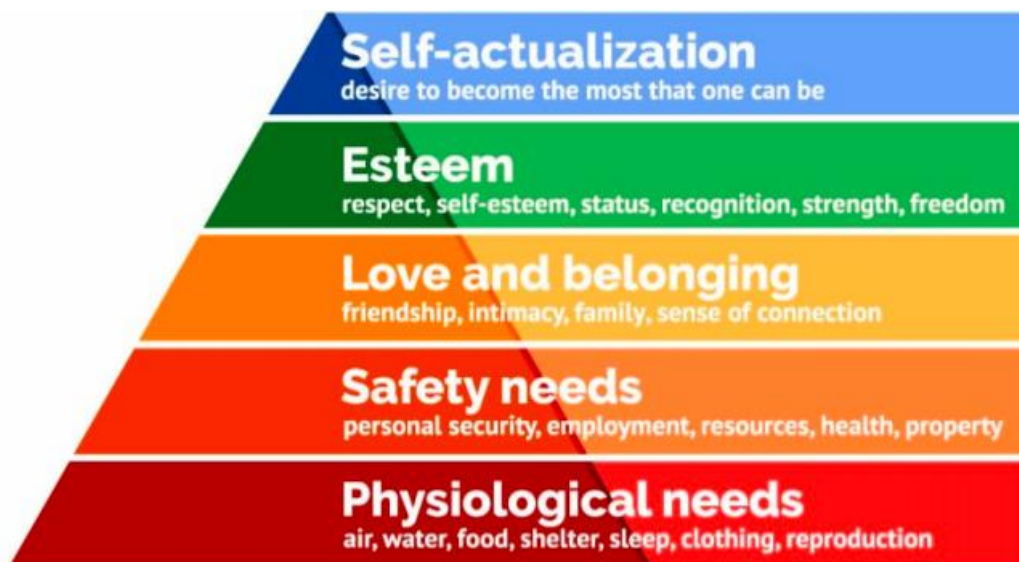 Self-actualization
desire to become the most that one can be
Esteem
respect, self-esteem, status, recognition, strength, freedom
Love and belonging
friendship, intimacy, family, sense of connection
Safety needs
personal security, employment, resources, health, property
Physiological needs
air, water, food, shelter, sleep, clothing, reproduction